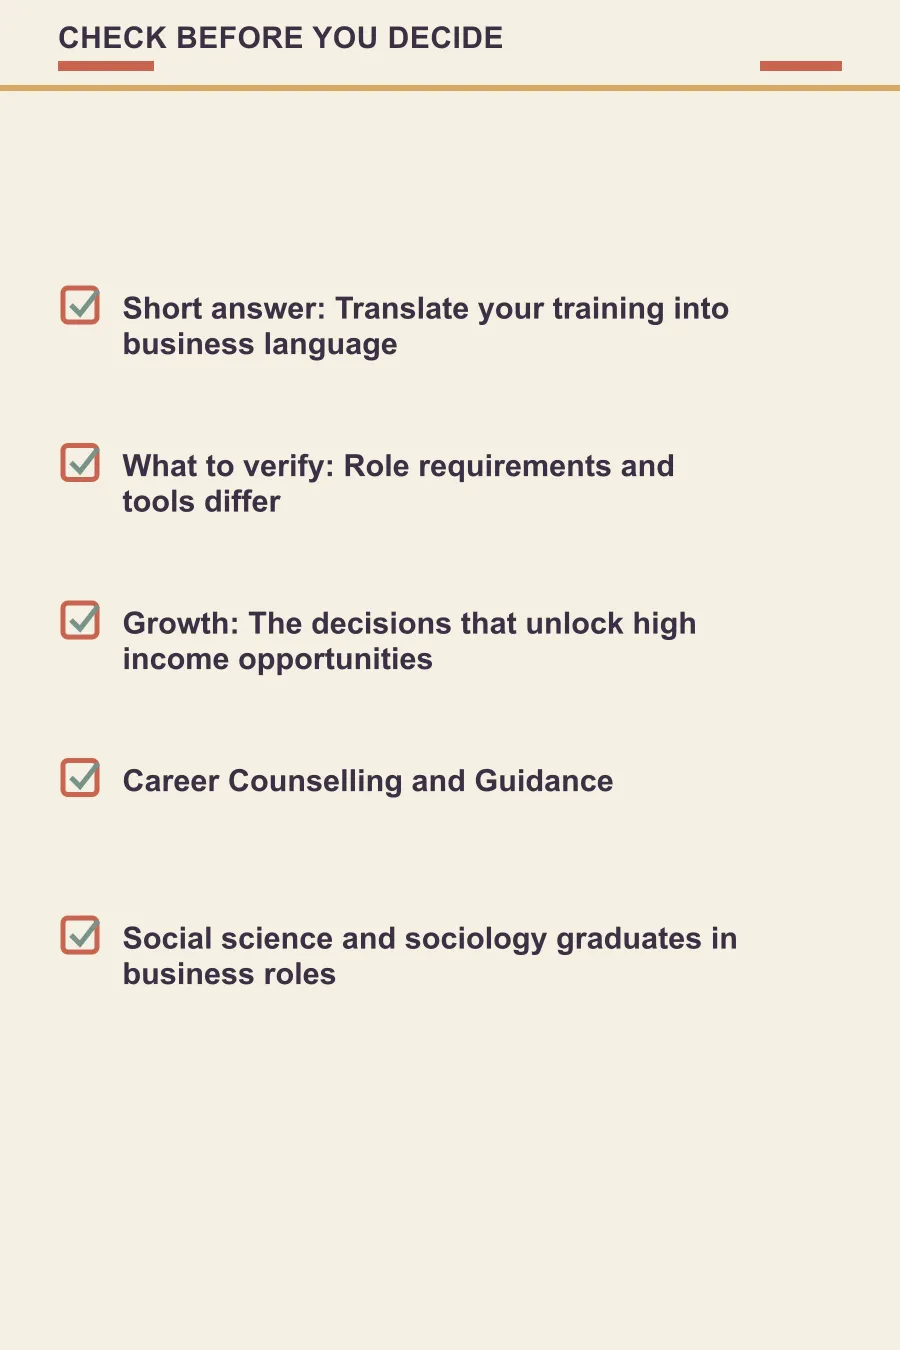 CHECK BEFORE YOU DECIDE
Short answer: Translate your training into
business language
What to verify: Role requirements and
tools differ
Growth: The decisions that unlock high
income opportunities
Career Counselling and Guidance
Social science and sociology graduates in
business roles